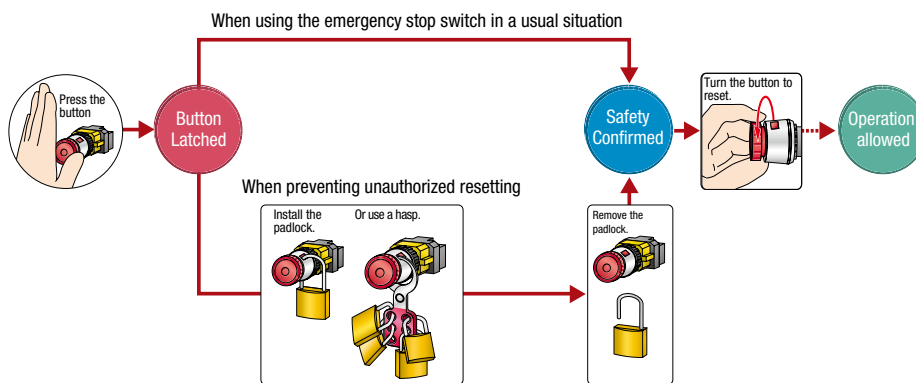 When using the emergency stop switch in a usual situation
Press the
button
Button
Latched
Safety
Confirmed
Turn the button to
reset.
Operation
allowed
When preventing unauthorized resetting
Install the
padlock.
Or use a hasp.
Remove the
padlock.